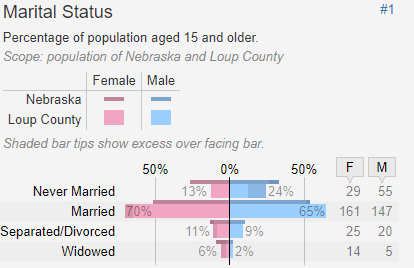 Marital Status #1
Percentage of population aged 15 and older.
Scope: population of Nebraska and Loup County
Female Male
Nebraska
Loup County
Shaded bar tips show excess over facing bar.
50% 0% 50% F M
Never Married 13% 24% 29 55
Married 70% 65% 161 147
Separated/Divorced 11% 9% 25 20
Widowed 6% 2% 14 5